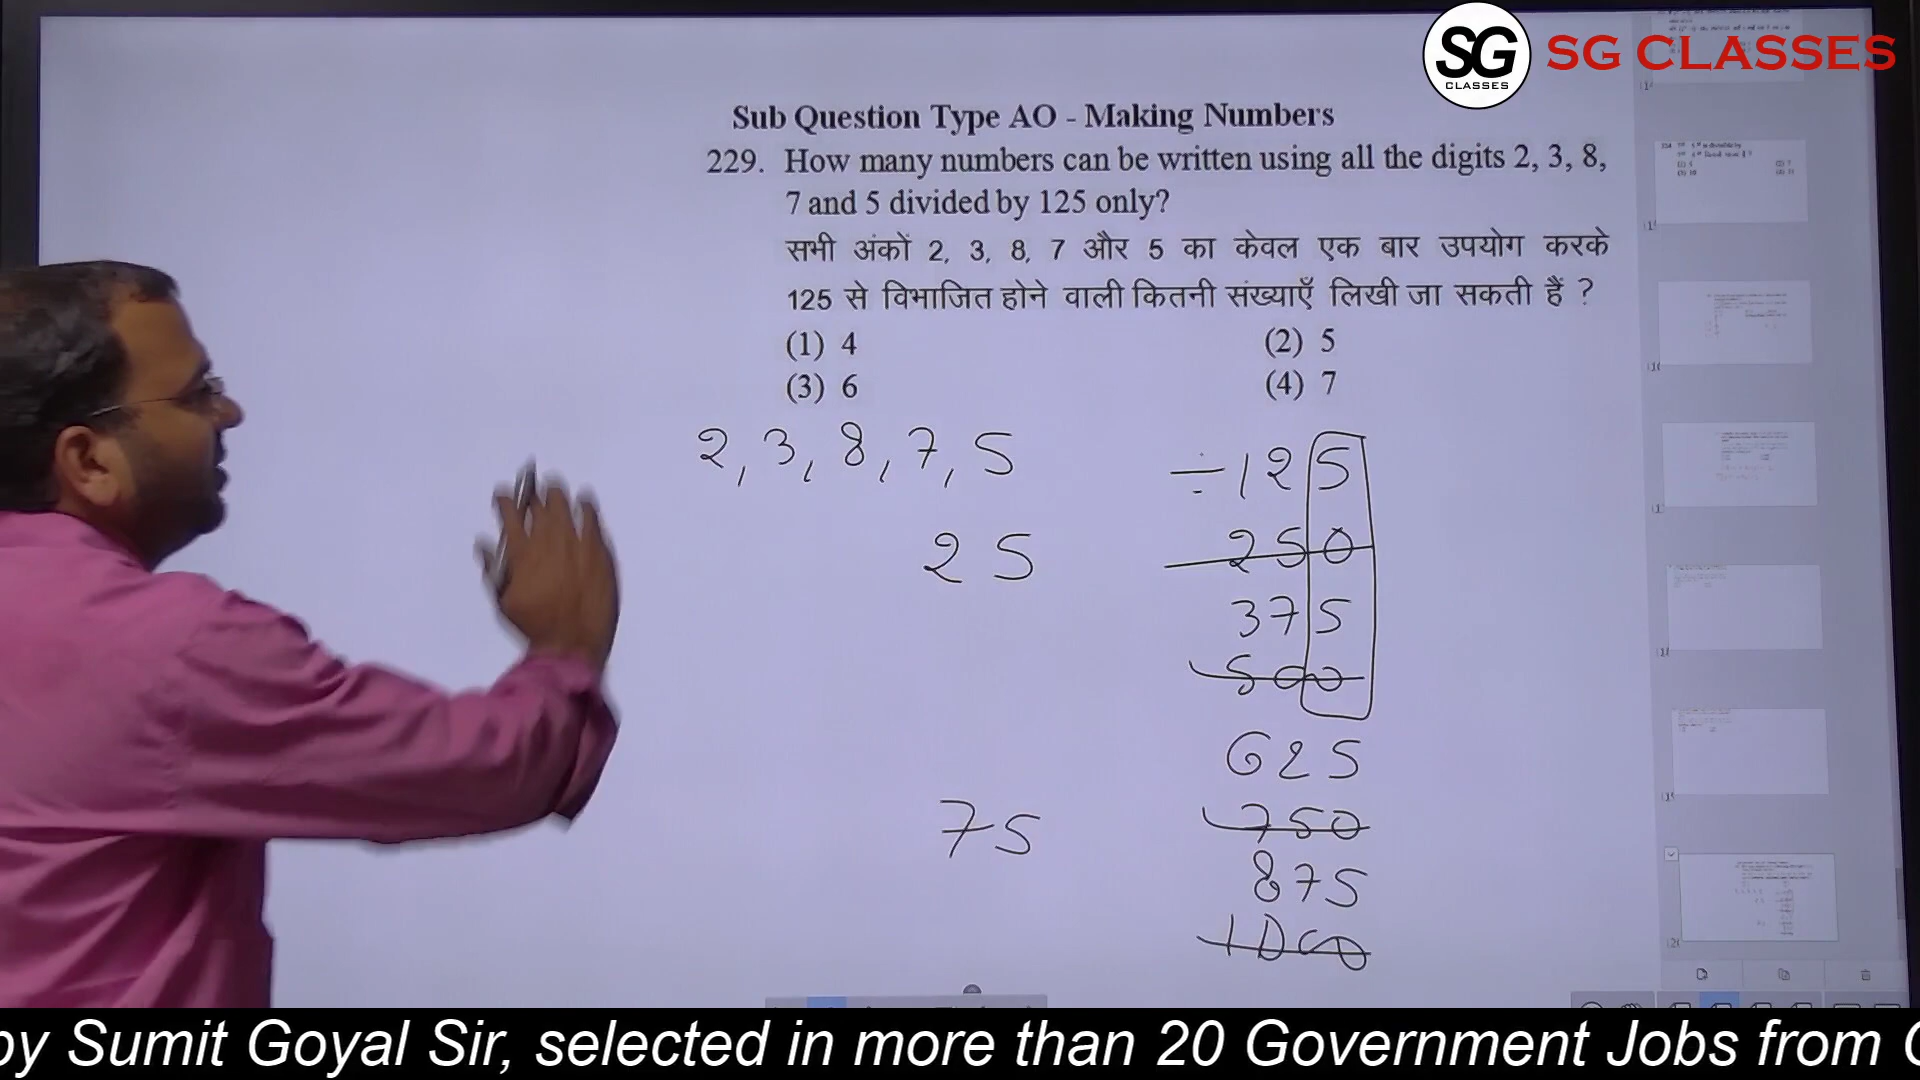 SG
CLASSES
SG CLASSES
Sub Question Type AO - Making Numbers
229. How many numbers can be written using all the digits 2, 3, 8,
7 and 5 divided by 125 only?
सभी अंकों 2, 3, 8, 7 और 5 का केवल एक बार उपयोग करके
125 से विभाजित होने वाली कितनी संख्याएँ लिखी जा सकती हैं ?
(1) 4
(2) 5
(3) 6
(4) 7
2, 3, 8, 7, 5
÷125
25
250
375
500
625
75
750
875
1000
by Sumit Goyal Sir, selected in more than 20 Government Jobs from